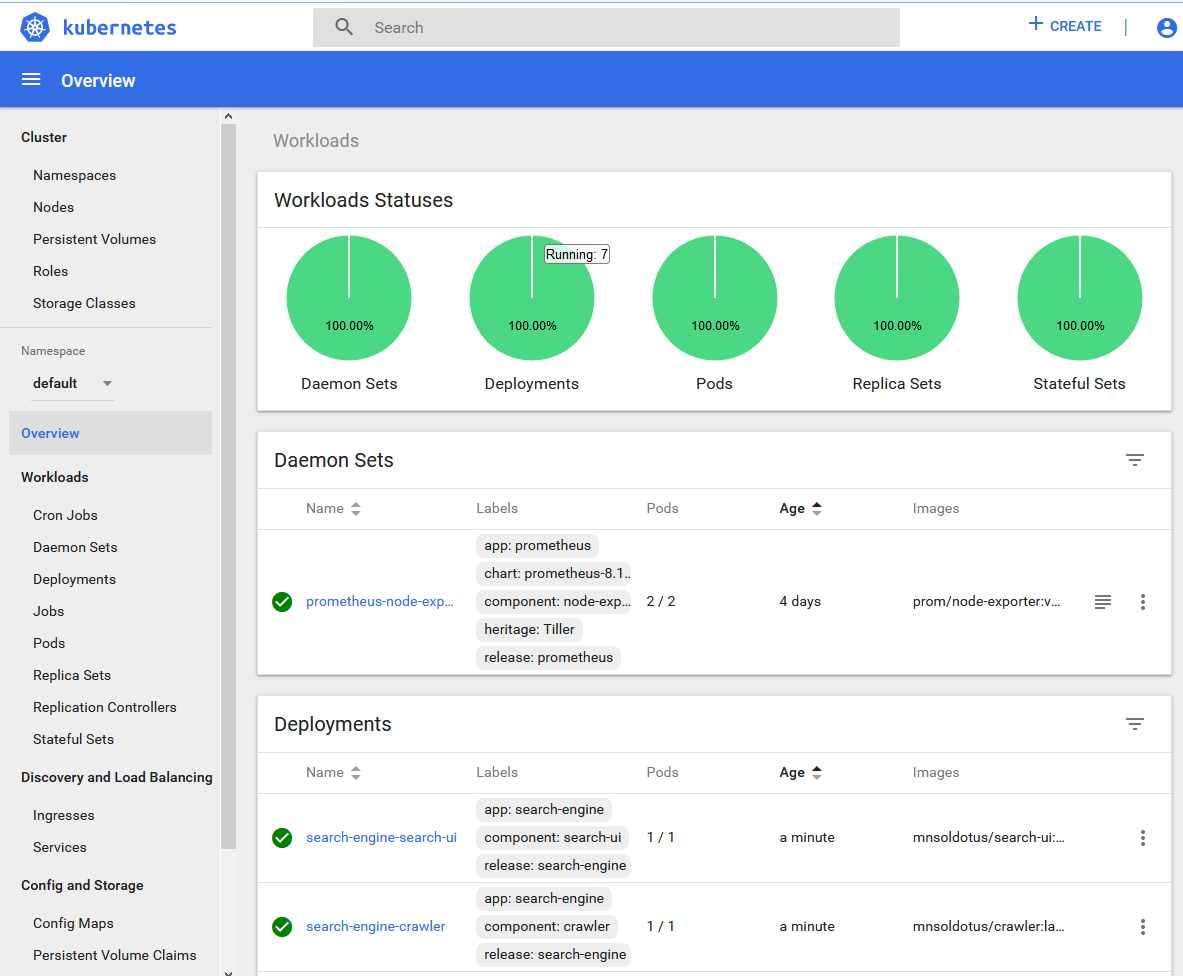 kubernetes
Search
CREATE
Overview
Cluster
Namespaces
Nodes
Persistent Volumes
Roles
Storage Classes
Namespace
default
Overview
Workloads
Cron Jobs
Daemon Sets
Deployments
Jobs
Pods
Replica Sets
Replication Controllers
Stateful Sets
Discovery and Load Balancing
Ingresses
Services
Config and Storage
Config Maps
Persistent Volume Claims
Workloads
Workloads Statuses
Running: 7
100.00% 100.00% 100.00% 100.00% 100.00%
Daemon Sets Deployments Pods Replica Sets Stateful Sets
Daemon Sets
Name Labels Pods Age Images
app: prometheus
chart: prometheus-8.1…
prometheus-node-exp… component: node-exp… 2 / 2 4 days prom/node-exporter:v…
heritage: Tiller
release: prometheus
Deployments
Name Labels Pods Age Images
app: search-engine
search-engine-search-ui component: search-ui 1 / 1 a minute mnsoldotus/search-ui:…
release: search-engine
app: search-engine
search-engine-crawler component: crawler 1 / 1 a minute mnsoldotus/crawler:la…
release: search-engine